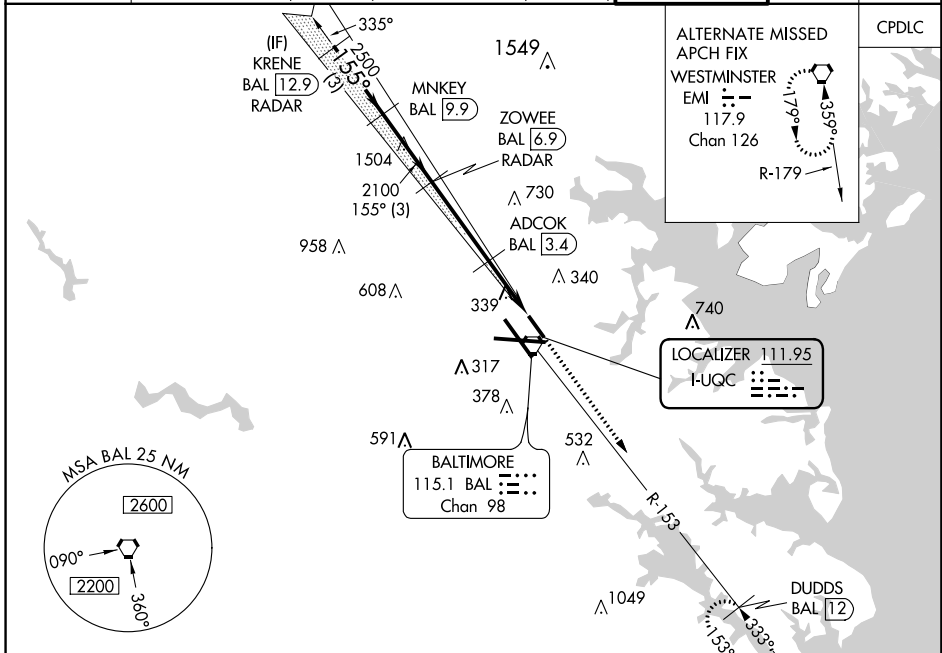 335°
(IF)
KRENE
BAL 12.9
RADAR
2500
155°
(3)
1549
MNKEY
BAL 9.9
ZOWEE
BAL 6.9
RADAR
1504
2100
155° (3)
730
ADCOK
BAL 3.4
958
340
608
339
740
LOCALIZER 111.95
I-UQC
317
378
591
532
BALTIMORE
115.1 BAL
Chan 98
R-153
MSA BAL 25 NM
2600
090°
2200
360°
1049
DUDDS
BAL 12
333°
153°
ALTERNATE MISSED
APCH FIX
WESTMINSTER
EMI
117.9
Chan 126
179°
359°
R-179
CPDLC